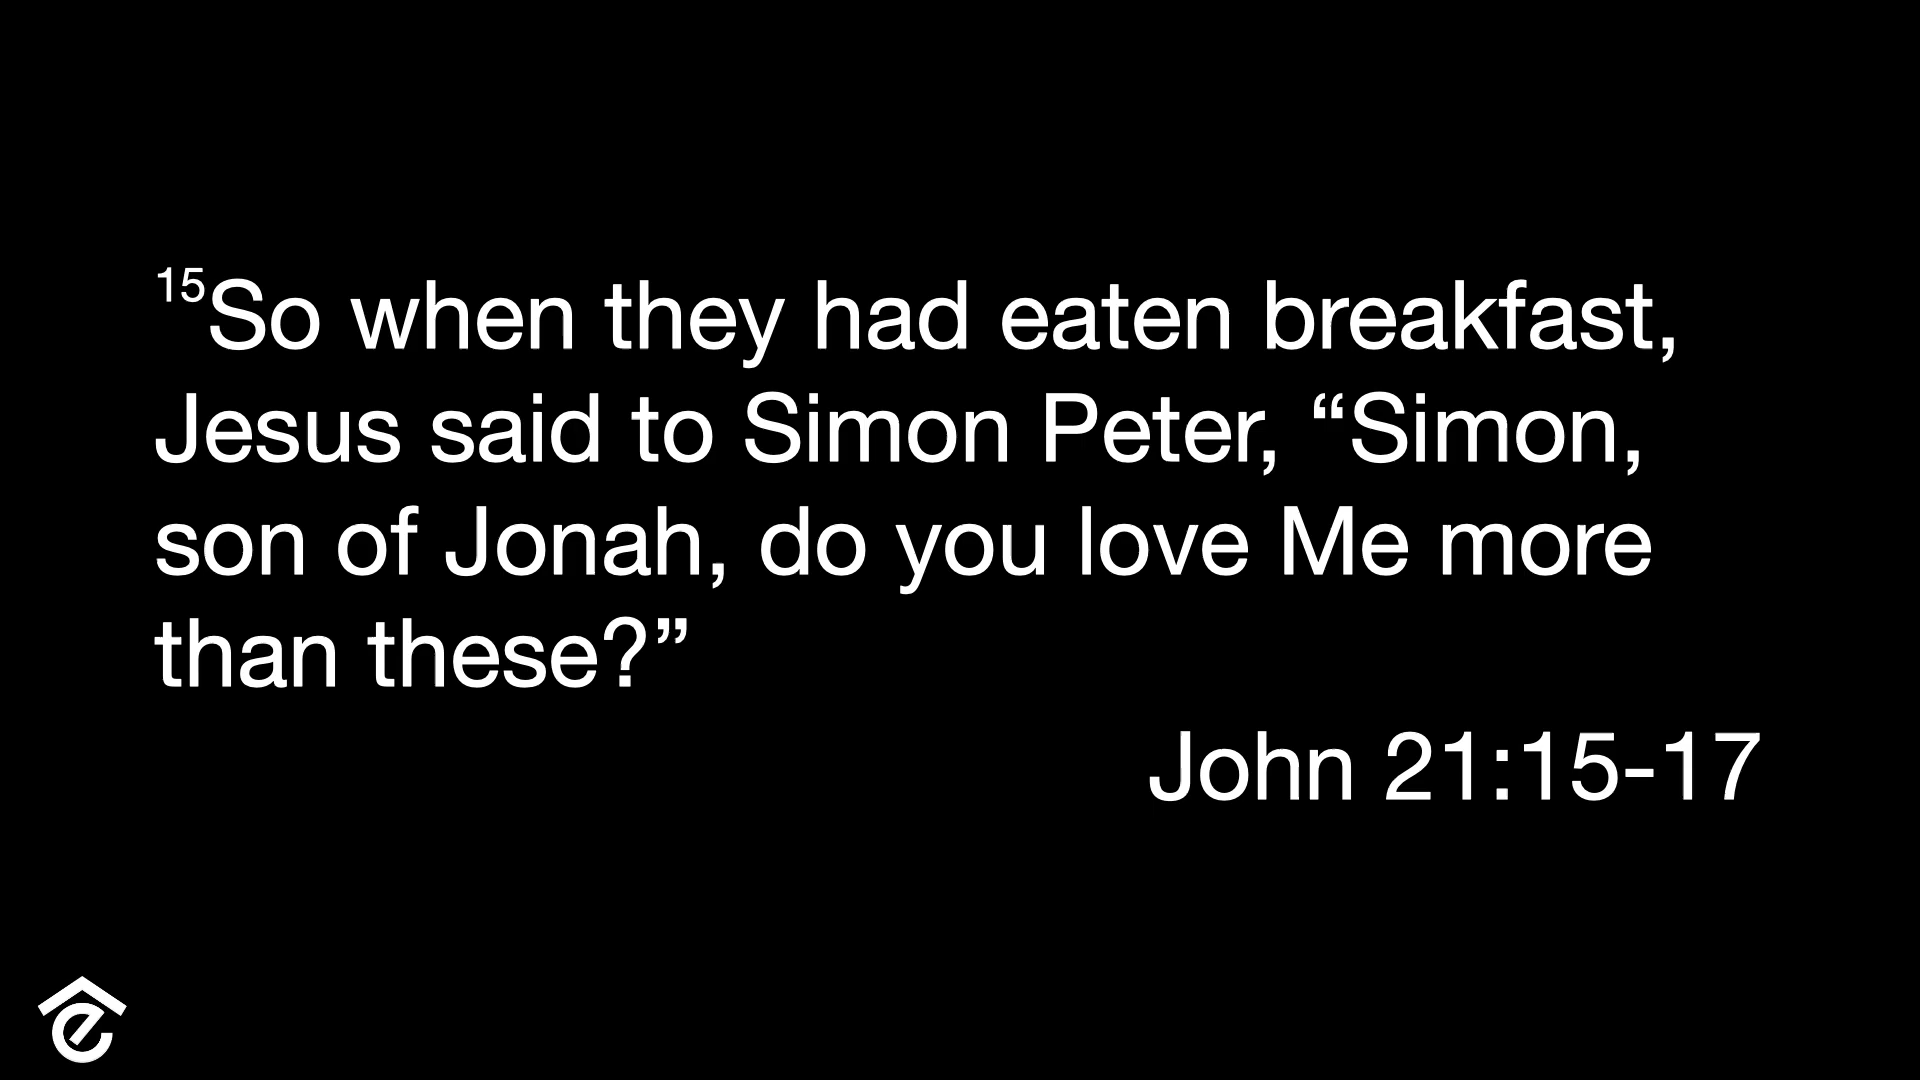 15So when they had eaten breakfast,
Jesus said to Simon Peter, “Simon,
son of Jonah, do you love Me more
than these?”
John 21:15-17
e